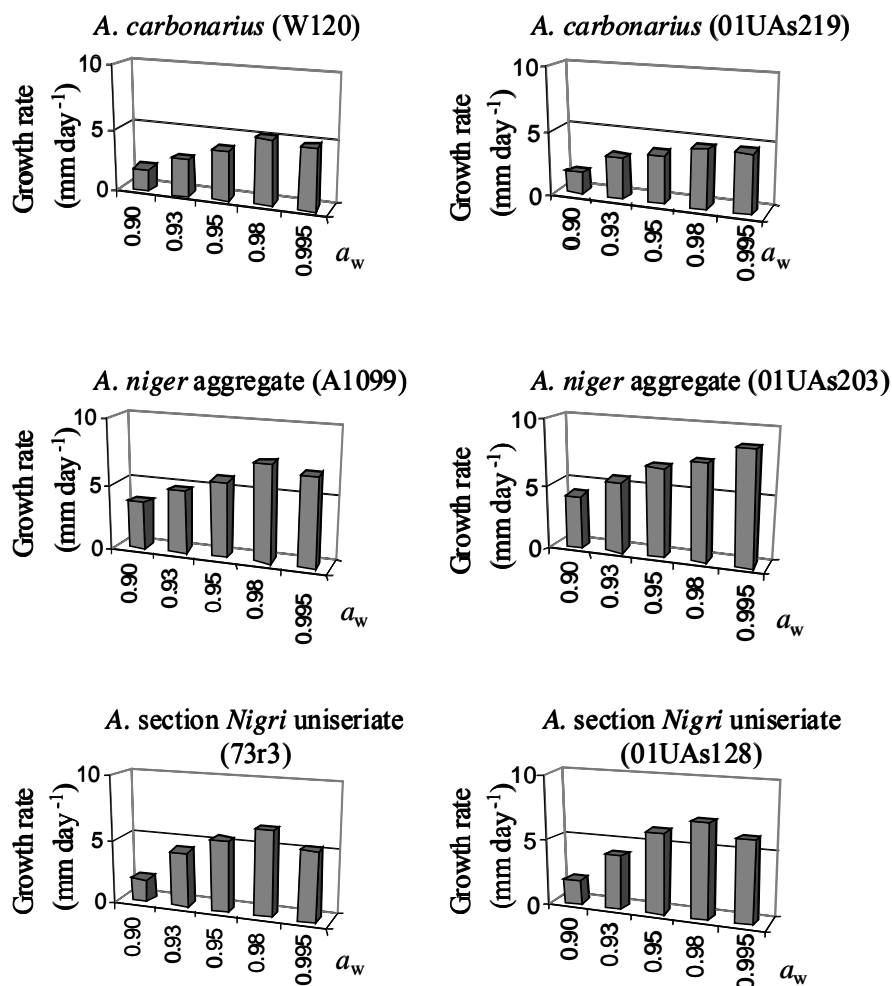 A. carbonarius (W120)
Growth rate
(mm day⁻¹)
10
5
0
0.90
0.93
0.95
0.98
0.995
aw
A. carbonarius (01UAs219)
Growth rate
(mm day⁻¹)
10
5
0
0.90
0.93
0.95
0.98
0.995
aw
A. niger aggregate (A1099)
Growth rate
(mm day⁻¹)
10
5
0
0.90
0.93
0.95
0.98
0.995
aw
A. niger aggregate (01UAs203)
Growth rate
(mm day⁻¹)
10
5
0
0.90
0.93
0.95
0.98
0.995
aw
A. section Nigri uniseriate
(73r3)
Growth rate
(mm day⁻¹)
10
5
0
0.90
0.93
0.95
0.98
0.995
aw
A. section Nigri uniseriate
(01UAs128)
Growth rate
(mm day⁻¹)
10
5
0
0.90
0.93
0.95
0.98
0.995
aw